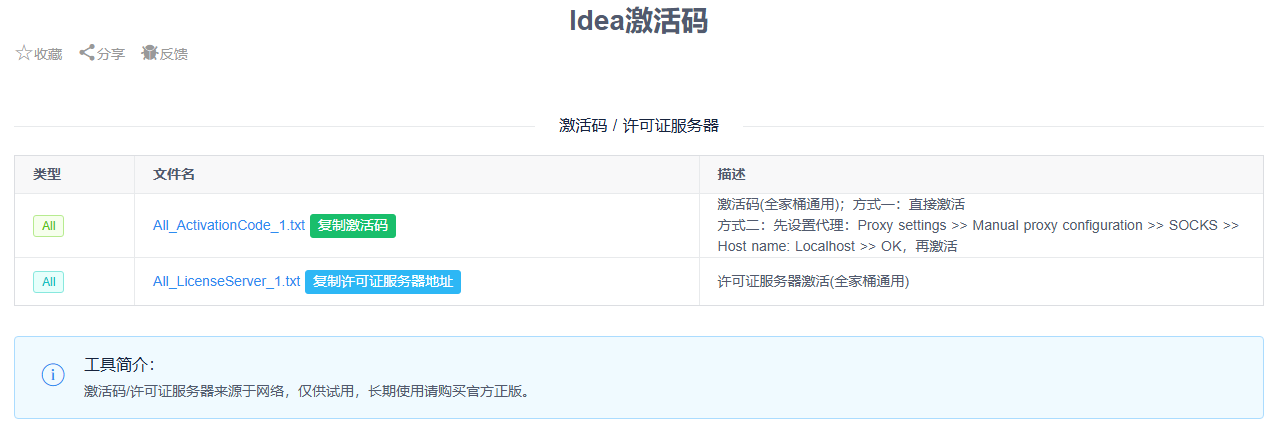 Idea激活码
收藏 分享 反馈
激活码 / 许可证服务器
类型 文件名 描述
All All_ActivationCode_1.txt 复制激活码 激活码(全家桶通用)；方式一：直接激活
方式二：先设置代理：Proxy settings >> Manual proxy configuration >> SOCKS >>
Host name: Localhost >> OK，再激活
All All_LicenseServer_1.txt 复制许可证服务器地址 许可证服务器激活(全家桶通用)
工具简介：
激活码/许可证服务器来源于网络，仅供试用，长期使用请购买官方正版。